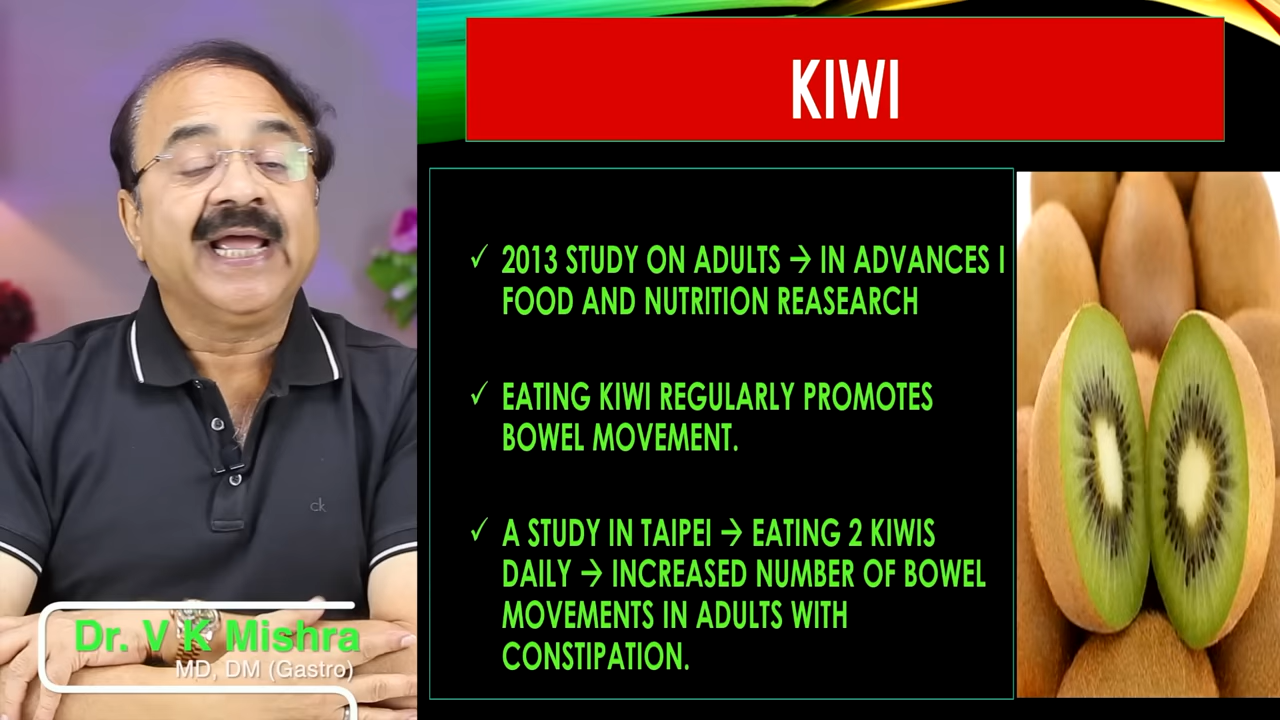 KIWI
✓ 2013 STUDY ON ADULTS → IN ADVANCES I
FOOD AND NUTRITION REASEARCH
✓ EATING KIWI REGULARLY PROMOTES
BOWEL MOVEMENT.
✓ A STUDY IN TAIPEI → EATING 2 KIWIS
DAILY → INCREASED NUMBER OF BOWEL
MOVEMENTS IN ADULTS WITH
CONSTIPATION.
ck
Dr. V K Mishra
MD, DM (Gastro)